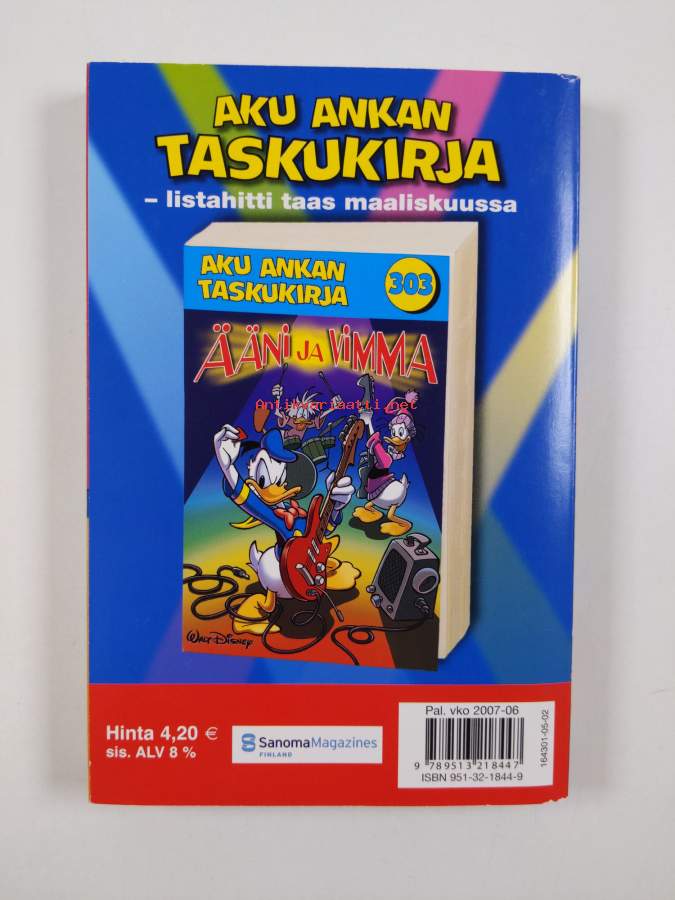 AKU ANKAN
TASKUKIRJA
– listahitti taas maaliskuussa
AKU ANKAN
TASKUKIRJA
303
ÄÄNI JA VIMMA
Antikvariaatti.net
WALT DISNEY
Hinta 4,20 €
sis. ALV 8 %
SanomaMagazines
FINLAND
Pal. vko 2007-06
9 789513 218447
ISBN 951-32-1844-9
164301-05-02